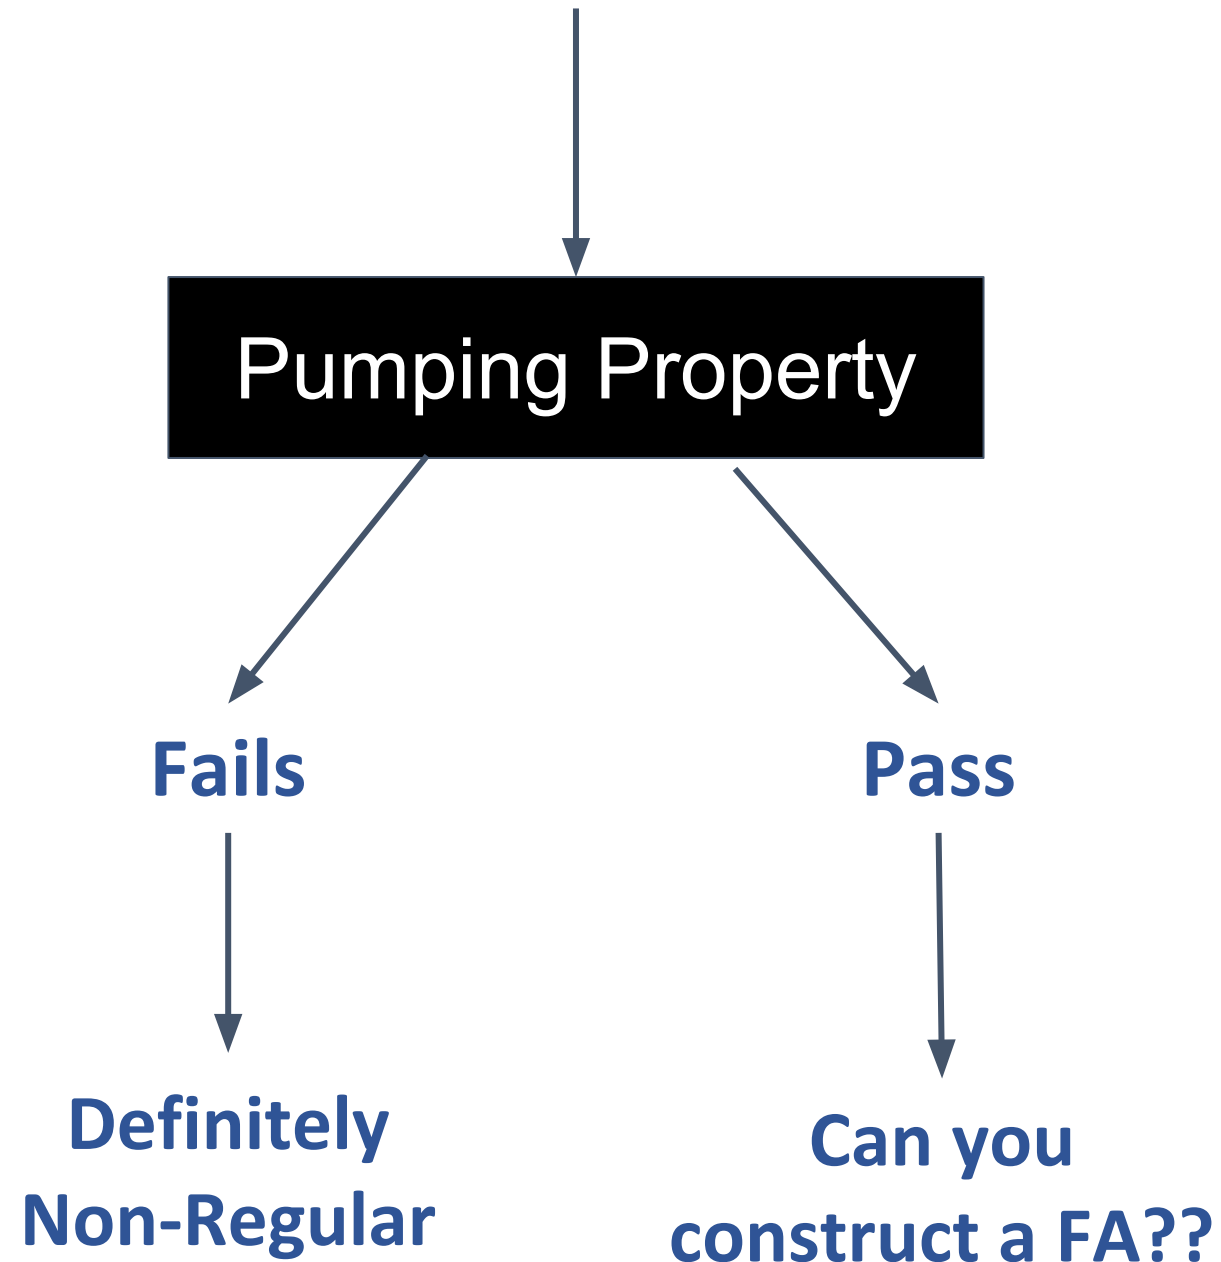 Pumping Property
Fails
Pass
Definitely
Non-Regular
Can you
construct a FA??